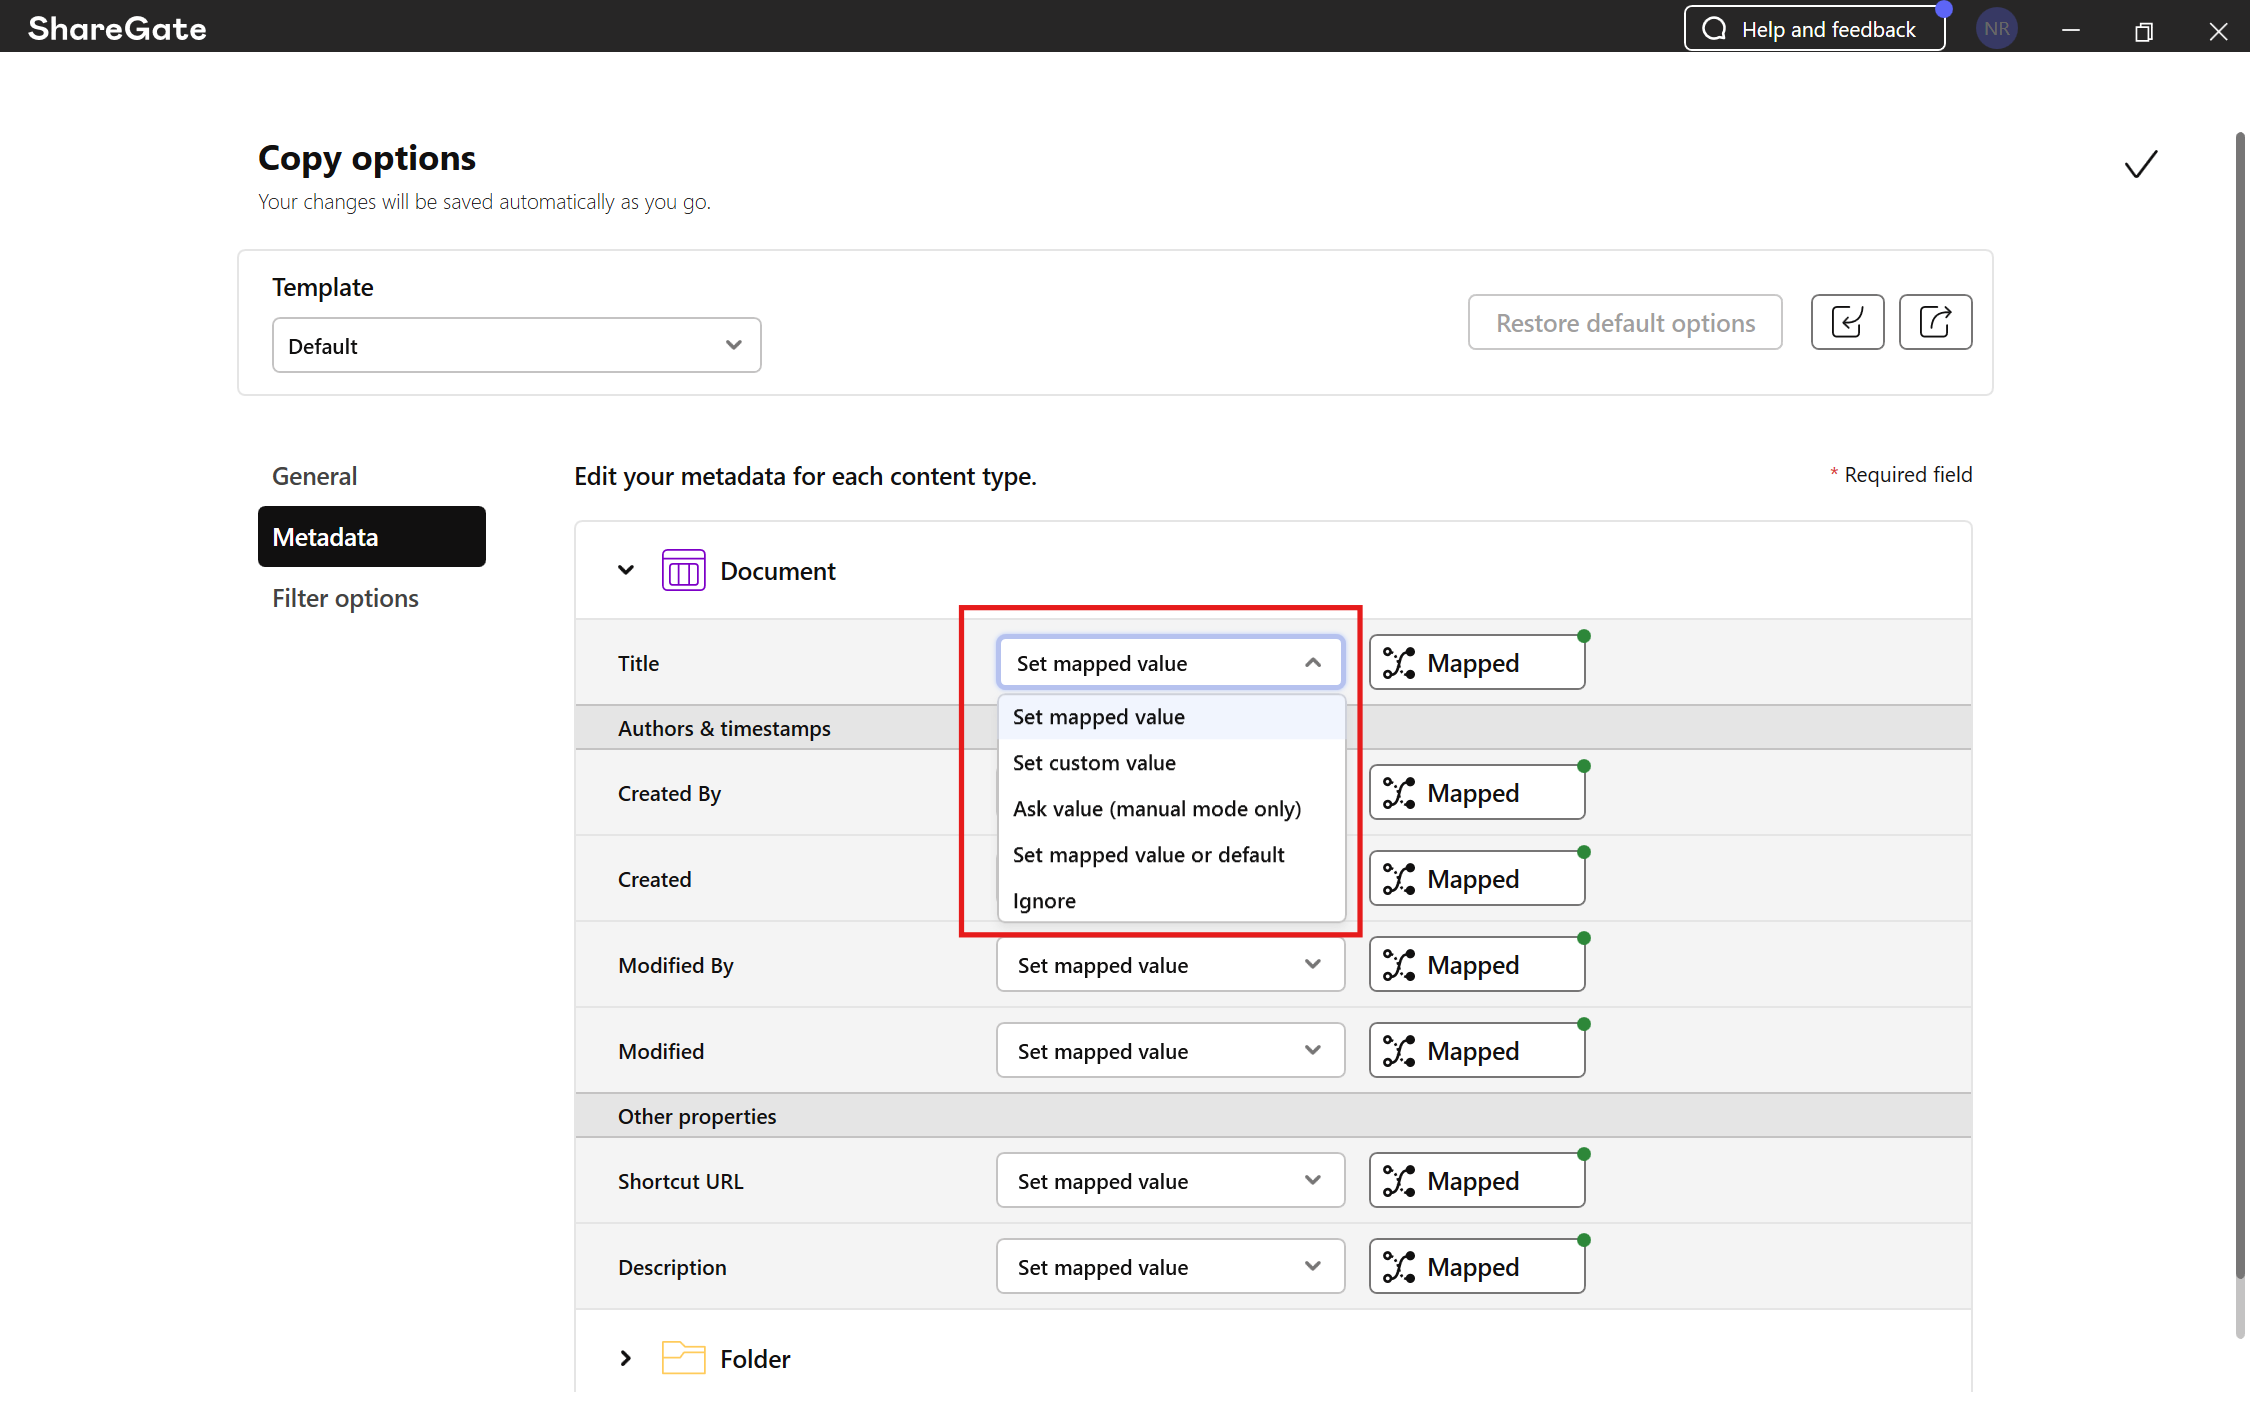 ShareGate
Help and feedback
NR
Copy options
Your changes will be saved automatically as you go.
Template
Default
Restore default options
General
Metadata
Filter options
Edit your metadata for each content type.
* Required field
Document
Title
Set mapped value
Mapped
Set mapped value
Set custom value
Ask value (manual mode only)
Set mapped value or default
Ignore
Authors & timestamps
Created By
Mapped
Created
Mapped
Modified By
Set mapped value
Mapped
Modified
Set mapped value
Mapped
Other properties
Shortcut URL
Set mapped value
Mapped
Description
Set mapped value
Mapped
Folder